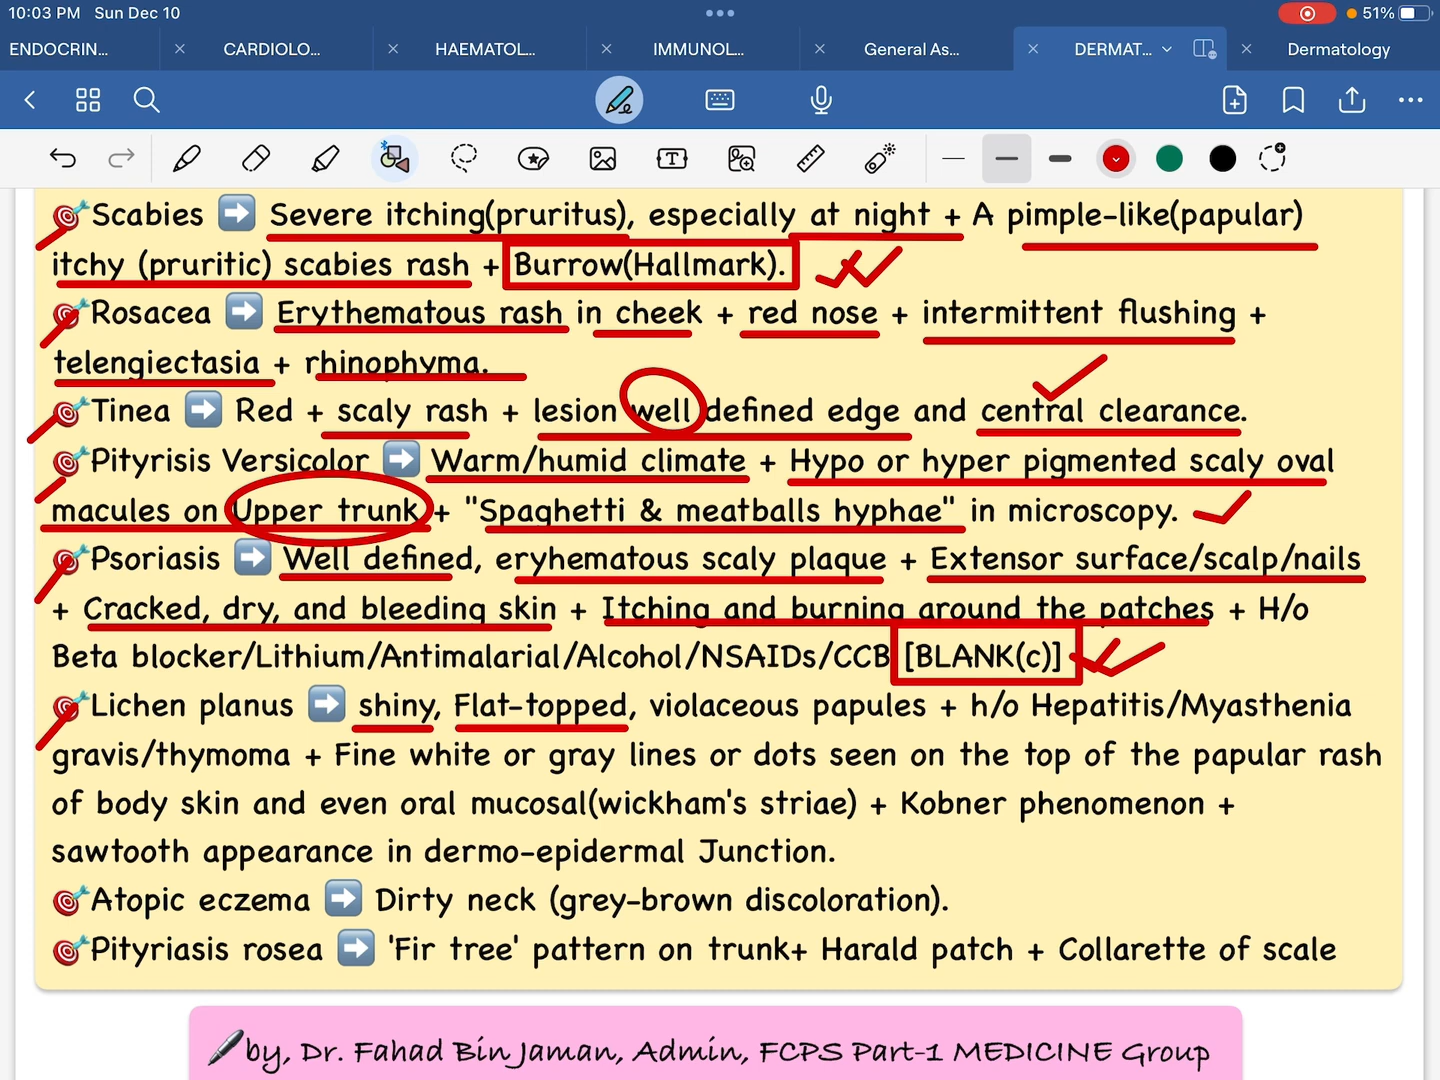 10:03 PM Sun Dec 10
51%
ENDOCRIN... CARDIOLO... HAEMATOL... IMMUNOL... General As... DERMAT... Dermatology
Scabies ➡️ Severe itching(pruritus), especially at night + A pimple-like(papular)
itchy (pruritic) scabies rash + Burrow(Hallmark).
Rosacea ➡️ Erythematous rash in cheek + red nose + intermittent flushing +
telengiectasia + rhinophyma.
Tinea ➡️ Red + scaly rash + lesion well defined edge and central clearance.
Pityrisis Versicolor ➡️ Warm/humid climate + Hypo or hyper pigmented scaly oval
macules on Upper trunk + "Spaghetti & meatballs hyphae" in microscopy.
Psoriasis ➡️ Well defined, eryhematous scaly plaque + Extensor surface/scalp/nails
+ Cracked, dry, and bleeding skin + Itching and burning around the patches + H/o
Beta blocker/Lithium/Antimalarial/Alcohol/NSAIDs/CCB [BLANK(c)]
Lichen planus ➡️ shiny, Flat-topped, violaceous papules + h/o Hepatitis/Myasthenia
gravis/thymoma + Fine white or gray lines or dots seen on the top of the papular rash
of body skin and even oral mucosal(wickham's striae) + Kobner phenomenon +
sawtooth appearance in dermo-epidermal Junction.
Atopic eczema ➡️ Dirty neck (grey-brown discoloration).
Pityriasis rosea ➡️ 'Fir tree' pattern on trunk+ Harald patch + Collarette of scale
by, Dr. Fahad Bin Jaman, Admin, FCPS Part-1 MEDICINE Group